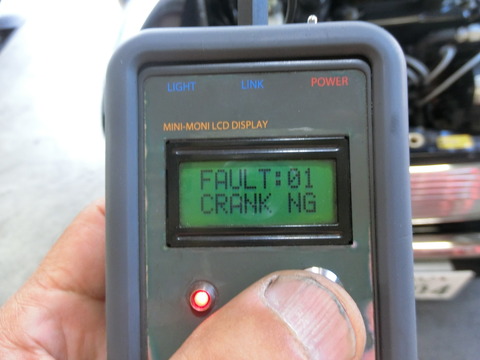 LIGHT LINK POWER
MINI-MONI LCD DISPLAY
FAULT:01
CRANK NG